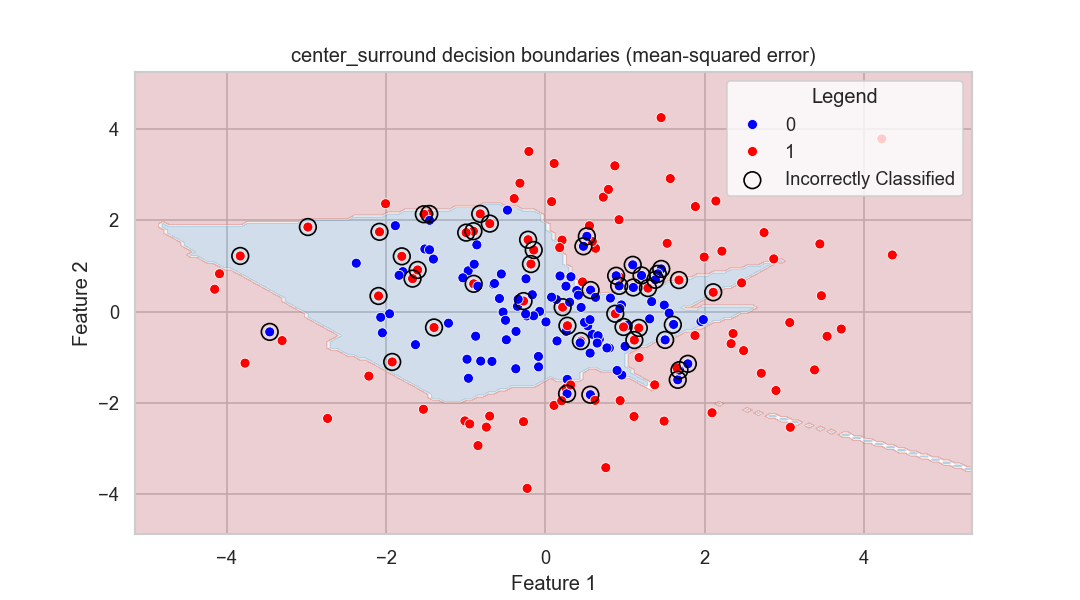 center_surround decision boundaries (mean-squared error)
Legend
0
1
Incorrectly Classified
4
2
0
−2
−4
Feature 2
−4
−2
0
2
4
Feature 1